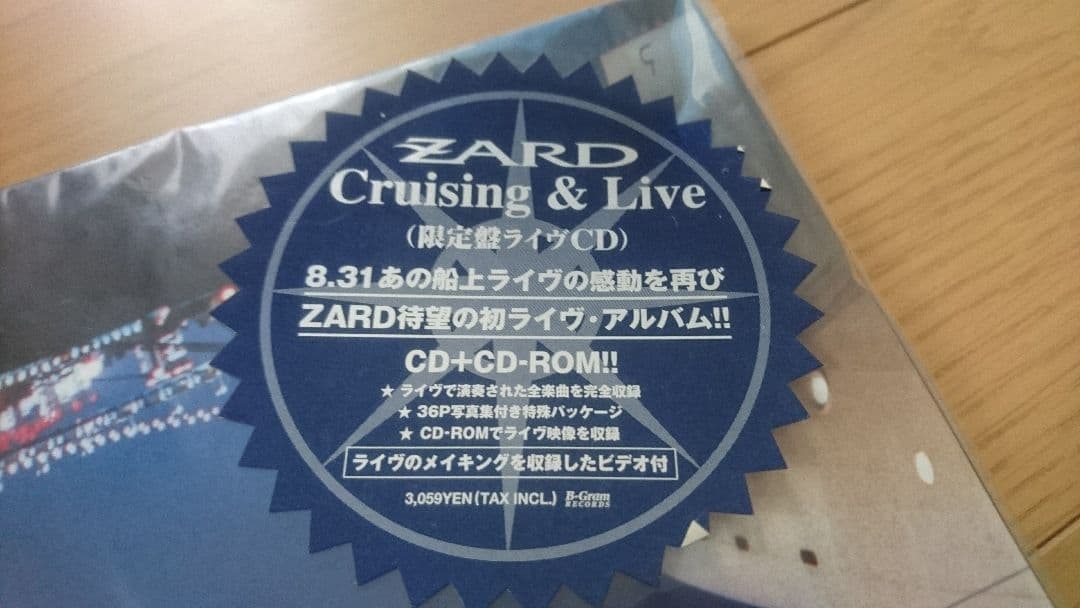 ZARD
Cruising & Live
(限定盤ライヴCD)
8.31あの船上ライヴの感動を再び
ZARD待望の初ライヴ・アルバム!!
CD+CD-ROM!!
★ ライヴで演奏された全楽曲を完全収録
★ 36P写真集付き特殊パッケージ
★ CD-ROMでライヴ映像を収録
ライヴのメイキングを収録したビデオ付
3,059YEN(TAX INCL.) B-Gram RECORDS